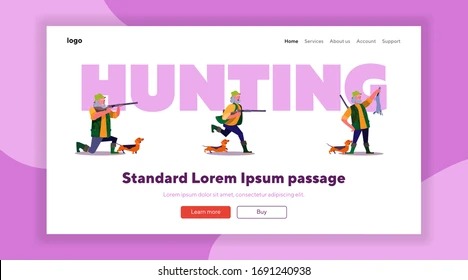 logo
Home Services About us Account Support
HUNTING
Standard Lorem Ipsum passage
Lorem ipsum dolor sit amet, consectetur adipiscing elit
Learn more
Buy
shutterstock.com · 1691240938